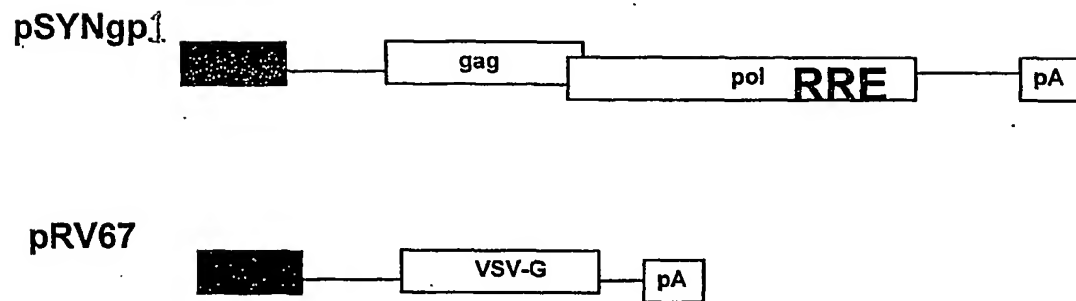 pSYNgp1
gag
pol RRE pA
pRV67
VSV-G pA